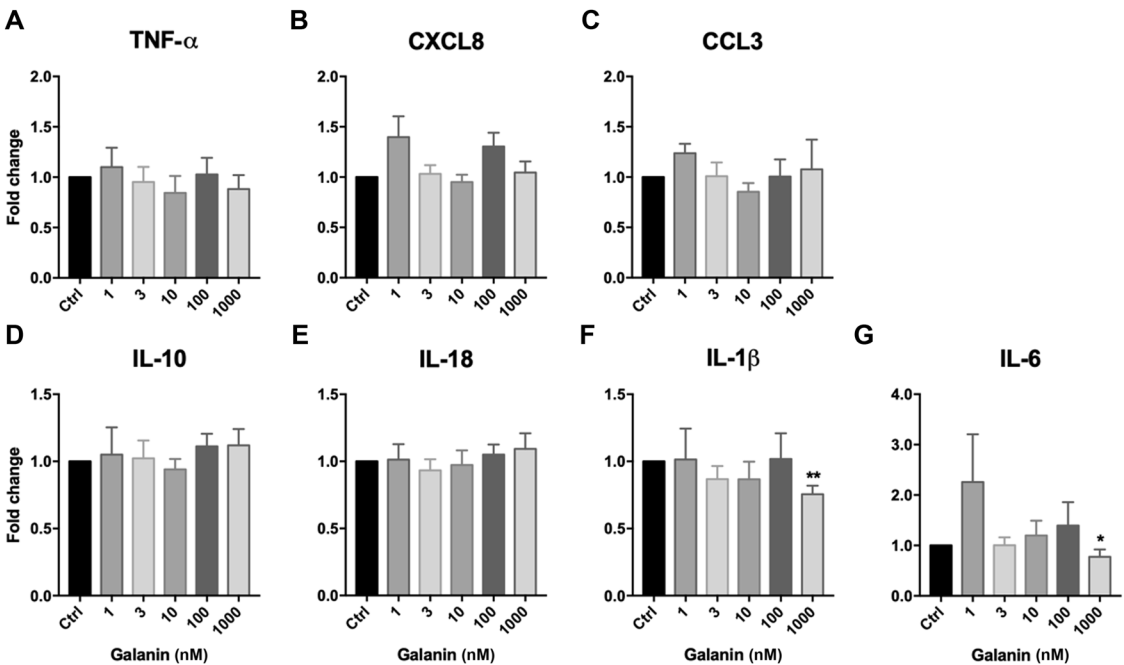 A
TNF-α
Fold change
2.0
1.5
1.0
0.5
0.0
Ctrl
1
3
10
100
1000
B
CXCL8
2.0
1.5
1.0
0.5
0.0
Ctrl
1
3
10
100
1000
C
CCL3
2.0
1.5
1.0
0.5
0.0
Ctrl
1
3
10
100
1000
D
IL-10
Fold change
1.5
1.0
0.5
0.0
Ctrl
1
3
10
100
1000
Galanin (nM)
E
IL-18
1.5
1.0
0.5
0.0
Ctrl
1
3
10
100
1000
Galanin (nM)
F
IL-1β
1.5
1.0
0.5
0.0
**
Ctrl
1
3
10
100
1000
Galanin (nM)
G
IL-6
4.0
3.0
2.0
1.0
0.0
*
Ctrl
1
3
10
100
1000
Galanin (nM)